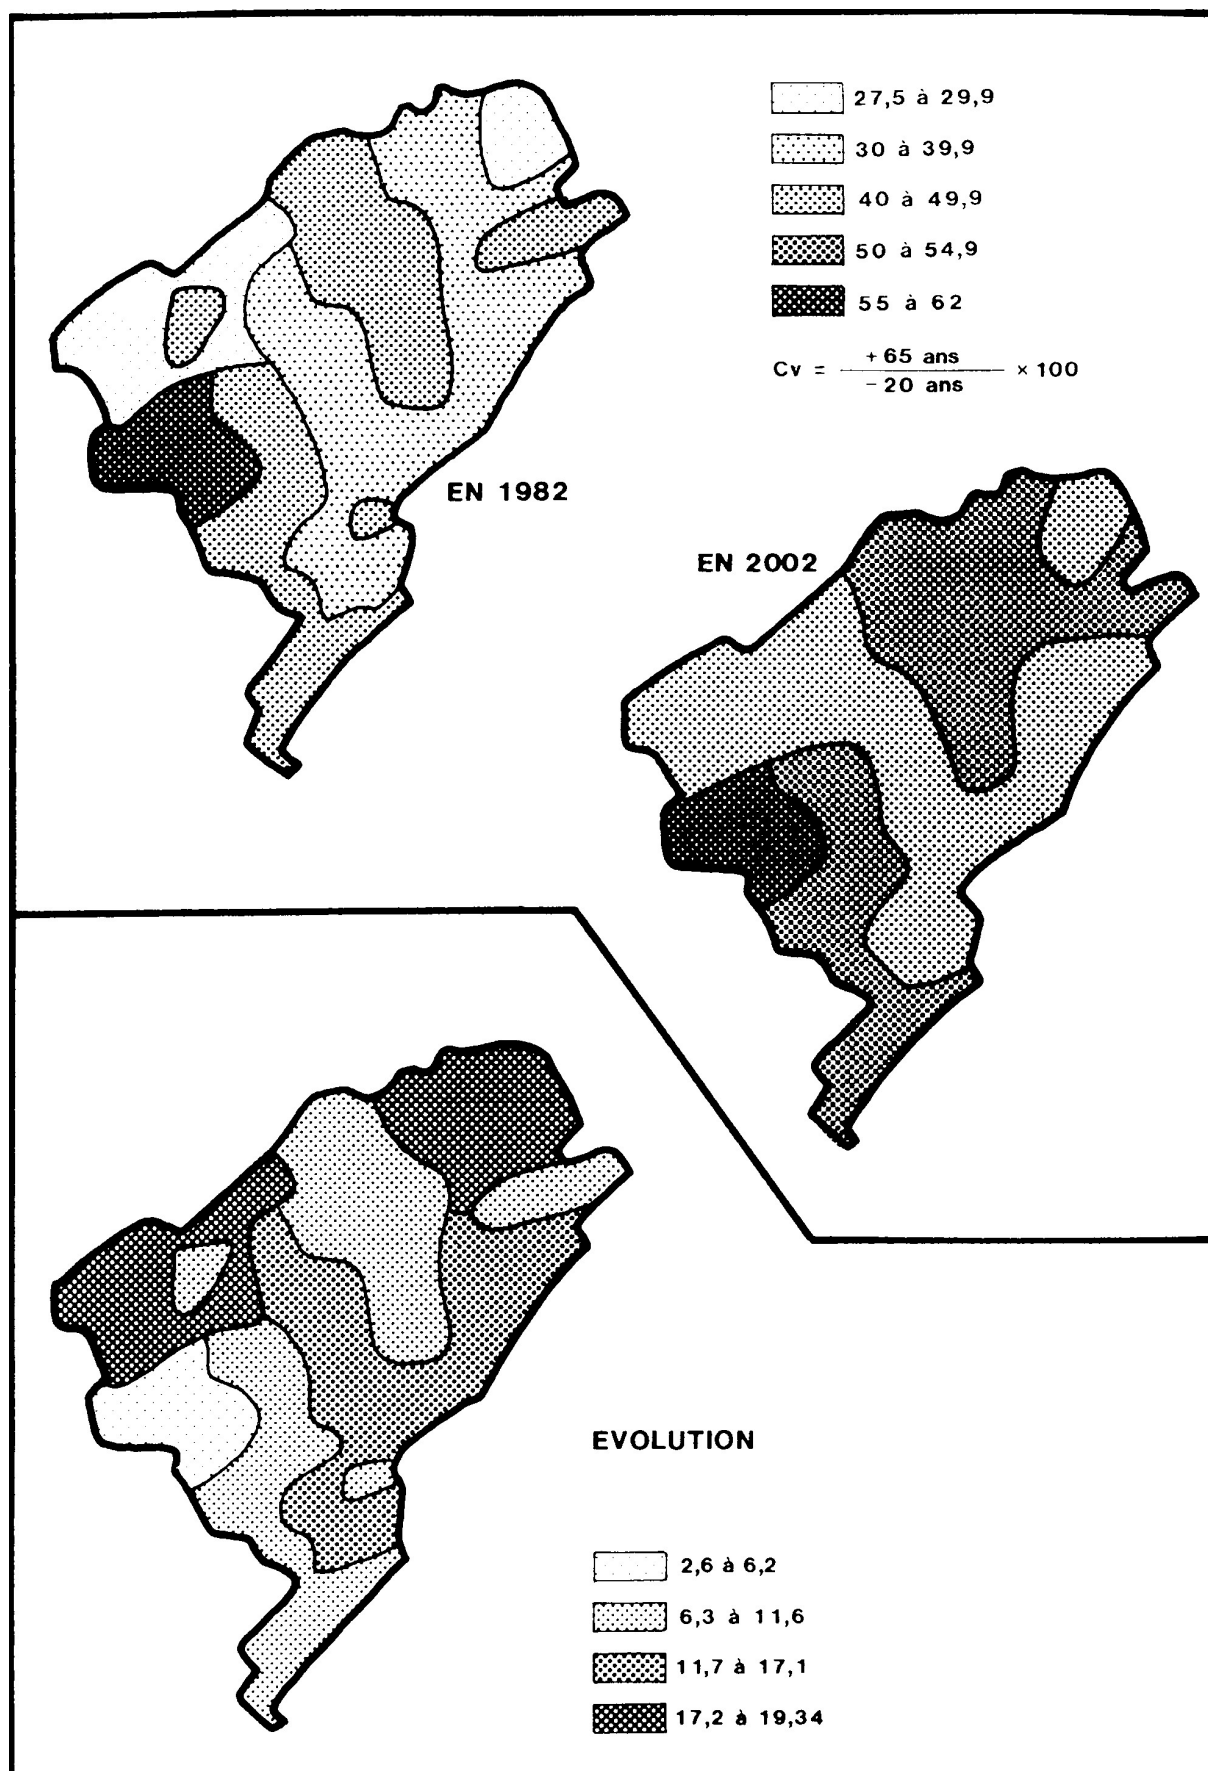 27,5 à 29,9
30 à 39,9
40 à 49,9
50 à 54,9
55 à 62
+ 65 ans
Cv = × 100
− 20 ans
EN 1982
EN 2002
EVOLUTION
2,6 à 6,2
6,3 à 11,6
11,7 à 17,1
17,2 à 19,34